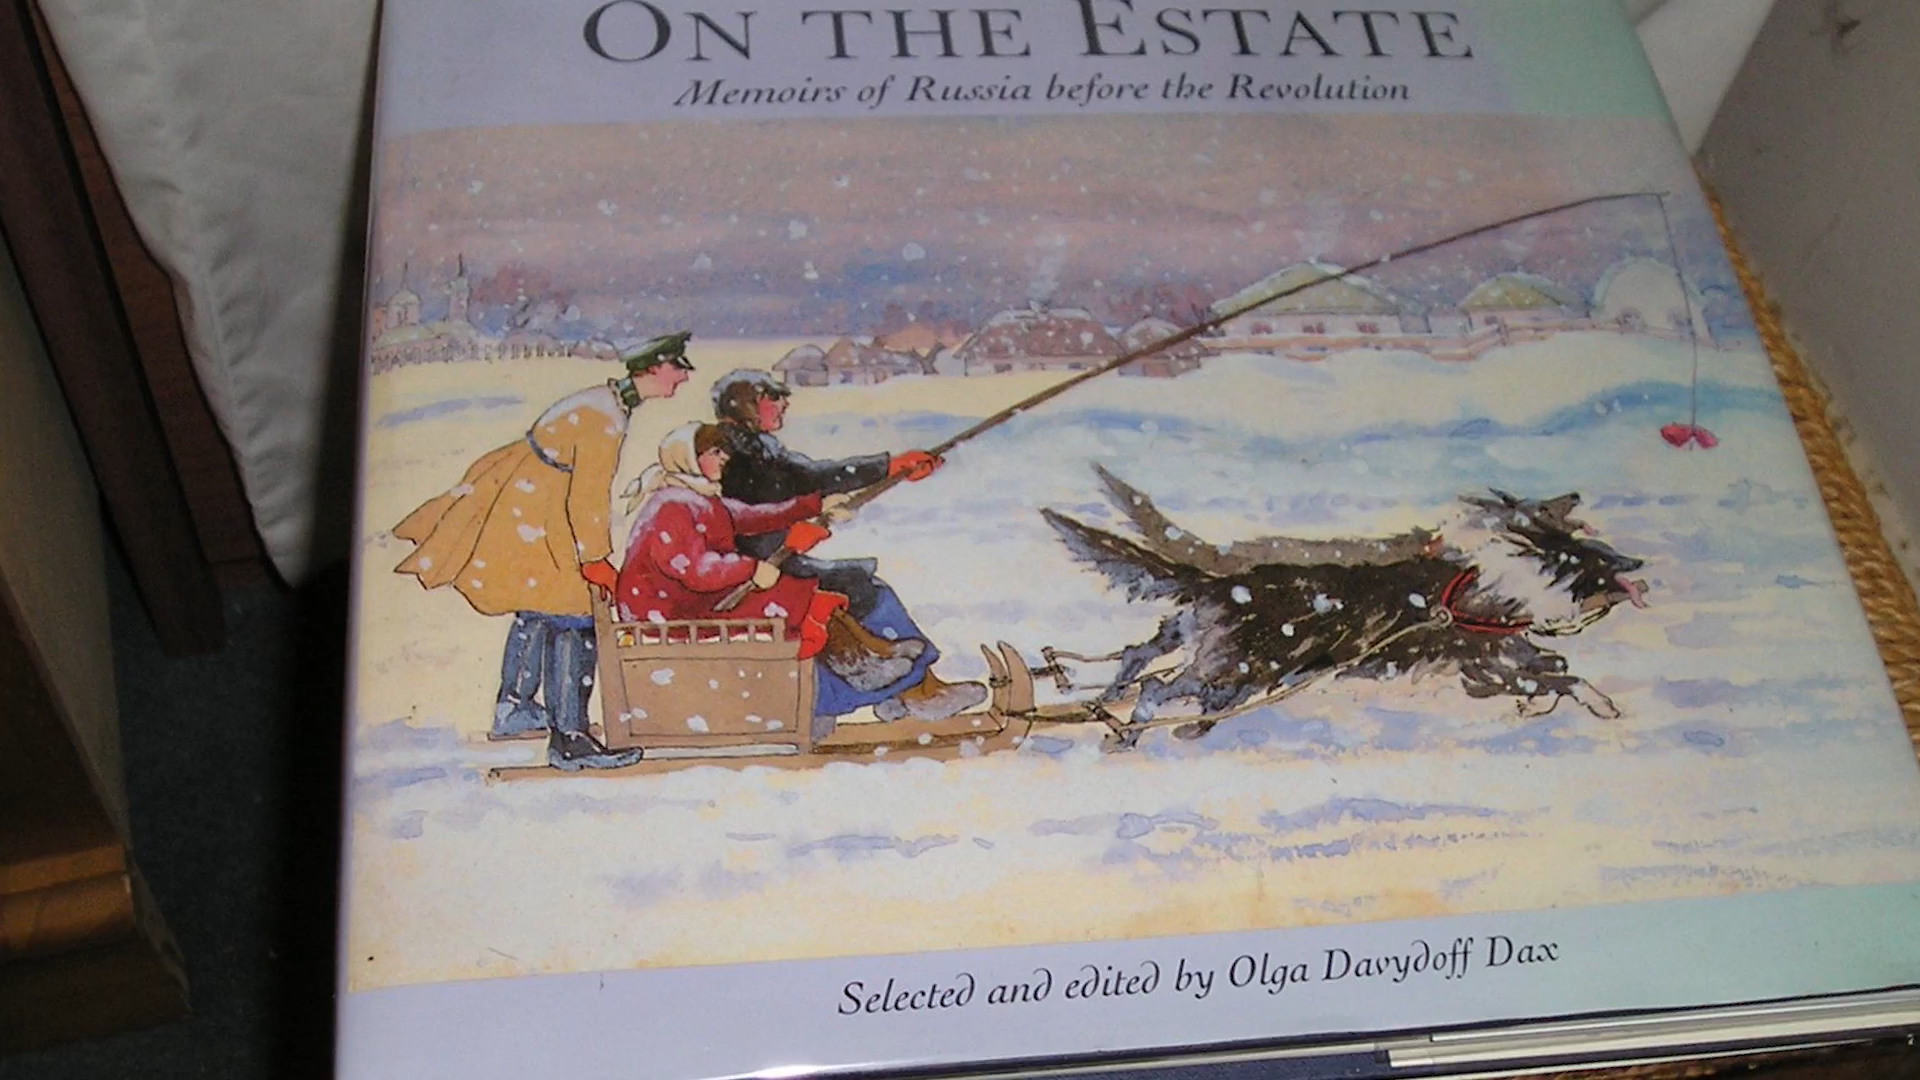 ON THE ESTATE
Memoirs of Russia before the Revolution
Selected and edited by Olga Davydoff Dax